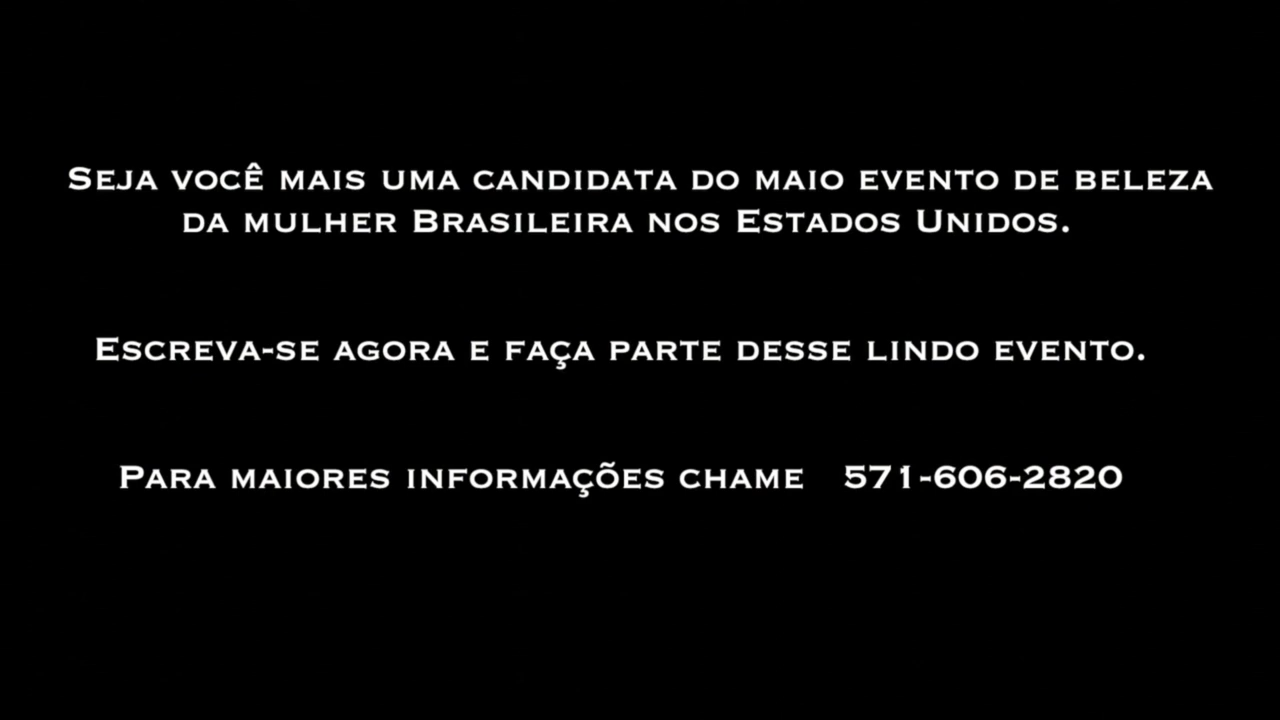 Seja você mais uma candidata do maio evento de beleza
da mulher Brasileira nos Estados Unidos.
Escreva-se agora e faça parte desse lindo evento.
Para maiores informações chame 571-606-2820